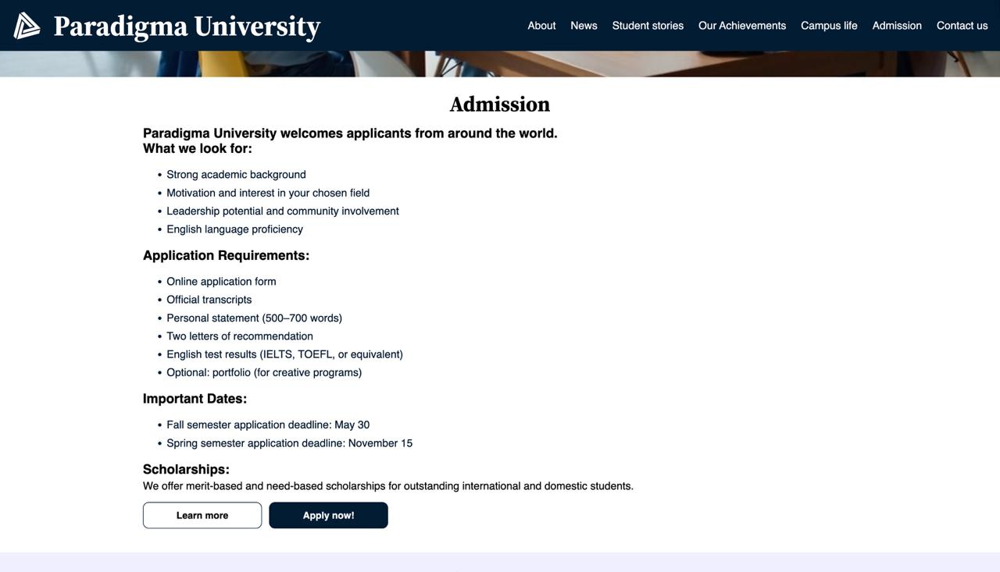 Paradigma University
About News Student stories Our Achievements Campus life Admission Contact us
Admission
Paradigma University welcomes applicants from around the world.
What we look for:
• Strong academic background
• Motivation and interest in your chosen field
• Leadership potential and community involvement
• English language proficiency
Application Requirements:
• Online application form
• Official transcripts
• Personal statement (500–700 words)
• Two letters of recommendation
• English test results (IELTS, TOEFL, or equivalent)
• Optional: portfolio (for creative programs)
Important Dates:
• Fall semester application deadline: May 30
• Spring semester application deadline: November 15
Scholarships:
We offer merit-based and need-based scholarships for outstanding international and domestic students.
Learn more Apply now!